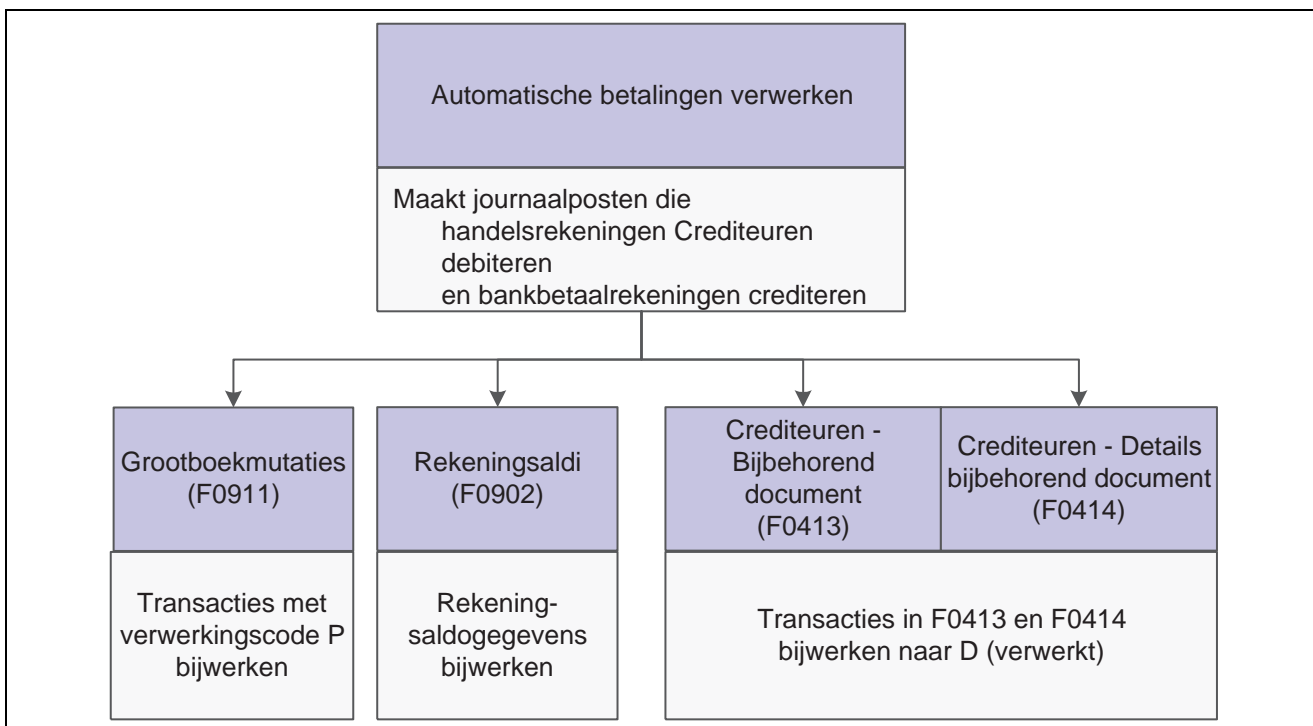 Automatische betalingen verwerken
Maakt journaalposten die
handelsrekeningen Crediteuren
debiteren
en bankbetaalrekeningen crediteren
Grootboekmutaties
(F0911)
Rekeningsaldi
(F0902)
Crediteuren -
Bijbehorend
document
(F0413)
Crediteuren - Details
bijbehorend document
(F0414)
Transacties met
verwerkingscode P
bijwerken
Rekening-
saldogegevens
bijwerken
Transacties in F0413 en F0414
bijwerken naar D (verwerkt)